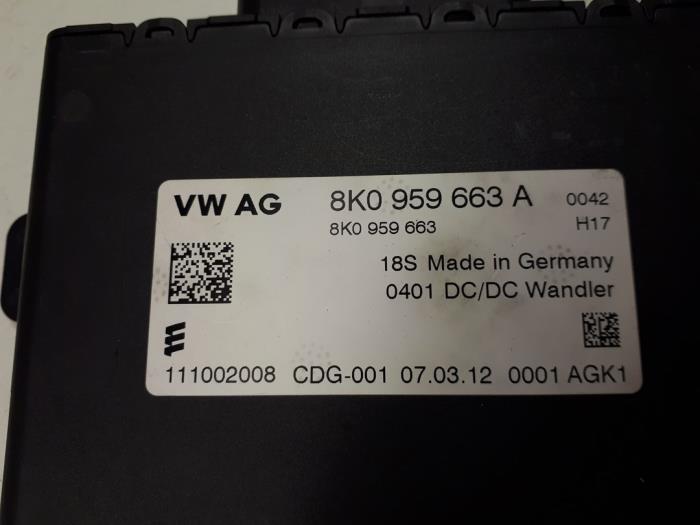 VW AG 8K0 959 663 A 0042
8K0 959 663 H17
18S Made in Germany
0401 DC/DC Wandler
111002008 CDG-001 07.03.12 0001 AGK1